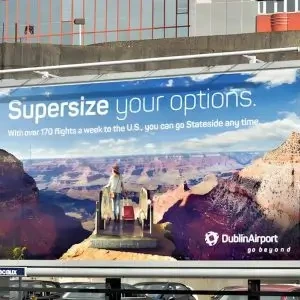 DublinAirport
Supersize your options.
With over 170 flights a week to the U.S., you can go Stateside any time.
DublinAirport
go beyond